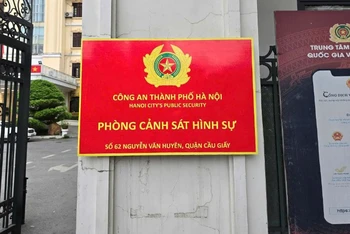 CÔNG AN THÀNH PHỐ HÀ NỘI
HANOI CITY'S PUBLIC SECURITY
PHÒNG CẢNH SÁT HÌNH SỰ
SỐ 62 NGUYỄN VĂN HUYÊN, QUẬN CẦU GIẤY
TRUNG TÂM
QUỐC GIA V